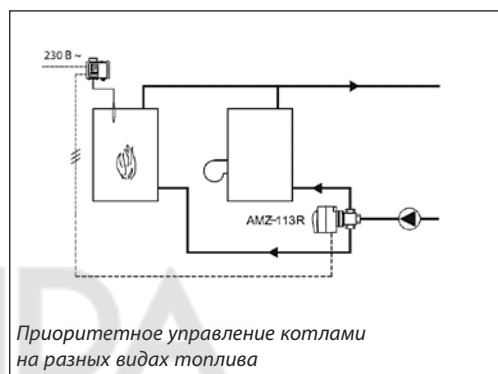 230 В ~
AMZ-113R
Приоритетное управление котлами
на разных видах топлива